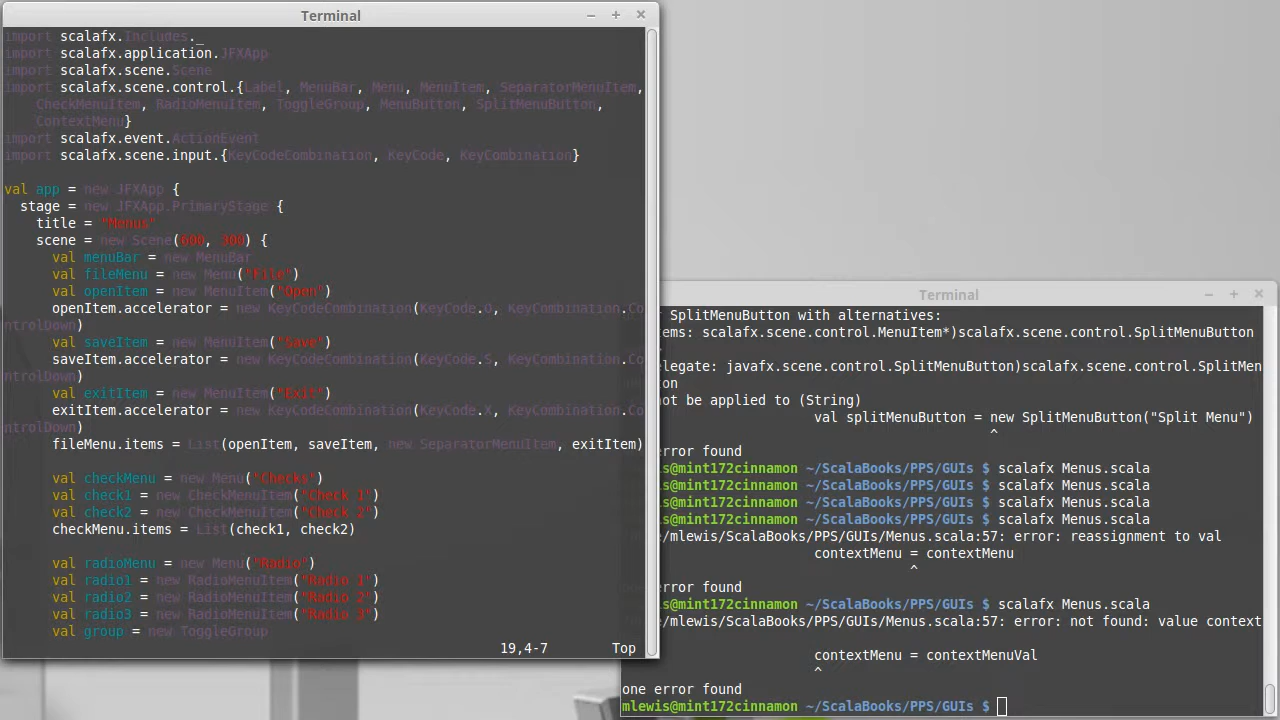 Terminal
import scalafx.Includes._
import scalafx.application.JFXApp
import scalafx.scene.Scene
import scalafx.scene.control.{Label, MenuBar, Menu, MenuItem, SeparatorMenuItem,
CheckMenuItem, RadioMenuItem, ToggleGroup, MenuButton, SplitMenuButton,
ContextMenu}
import scalafx.event.ActionEvent
import scalafx.scene.input.{KeyCodeCombination, KeyCode, KeyCombination}
val app = new JFXApp {
stage = new JFXApp.PrimaryStage {
title = "Menus"
scene = new Scene(600, 300) {
val menuBar = new MenuBar
val fileMenu = new Menu("File")
val openItem = new MenuItem("Open")
openItem.accelerator = new KeyCodeCombination(KeyCode.O, KeyCombination.Co
ntrolDown)
val saveItem = new MenuItem("Save")
saveItem.accelerator = new KeyCodeCombination(KeyCode.S, KeyCombination.Co
ntrolDown)
val exitItem = new MenuItem("Exit")
exitItem.accelerator = new KeyCodeCombination(KeyCode.X, KeyCombination.Co
ntrolDown)
fileMenu.items = List(openItem, saveItem, new SeparatorMenuItem, exitItem)
val checkMenu = new Menu("Checks")
val check1 = new CheckMenuItem("Check 1")
val check2 = new CheckMenuItem("Check 2")
checkMenu.items = List(check1, check2)
val radioMenu = new Menu("Radio")
val radio1 = new RadioMenuItem("Radio 1")
val radio2 = new RadioMenuItem("Radio 2")
val radio3 = new RadioMenuItem("Radio 3")
val group = new ToggleGroup
19,4-7 Top
Terminal
SplitMenuButton with alternatives:
tems: scalafx.scene.control.MenuItem*)scalafx.scene.control.SplitMenuButton
elegate: javafx.scene.control.SplitMenuButton)scalafx.scene.control.SplitMen
on
not be applied to (String)
val splitMenuButton = new SplitMenuButton("Split Menu")
^
error found
is@mint172cinnamon ~/ScalaBooks/PPS/GUIs $ scalafx Menus.scala
is@mint172cinnamon ~/ScalaBooks/PPS/GUIs $ scalafx Menus.scala
is@mint172cinnamon ~/ScalaBooks/PPS/GUIs $ scalafx Menus.scala
is@mint172cinnamon ~/ScalaBooks/PPS/GUIs $ scalafx Menus.scala
e/mlewis/ScalaBooks/PPS/GUIs/Menus.scala:57: error: reassignment to val
contextMenu = contextMenu
^
error found
is@mint172cinnamon ~/ScalaBooks/PPS/GUIs $ scalafx Menus.scala
e/mlewis/ScalaBooks/PPS/GUIs/Menus.scala:57: error: not found: value context
contextMenu = contextMenuVal
^
one error found
mlewis@mint172cinnamon ~/ScalaBooks/PPS/GUIs $